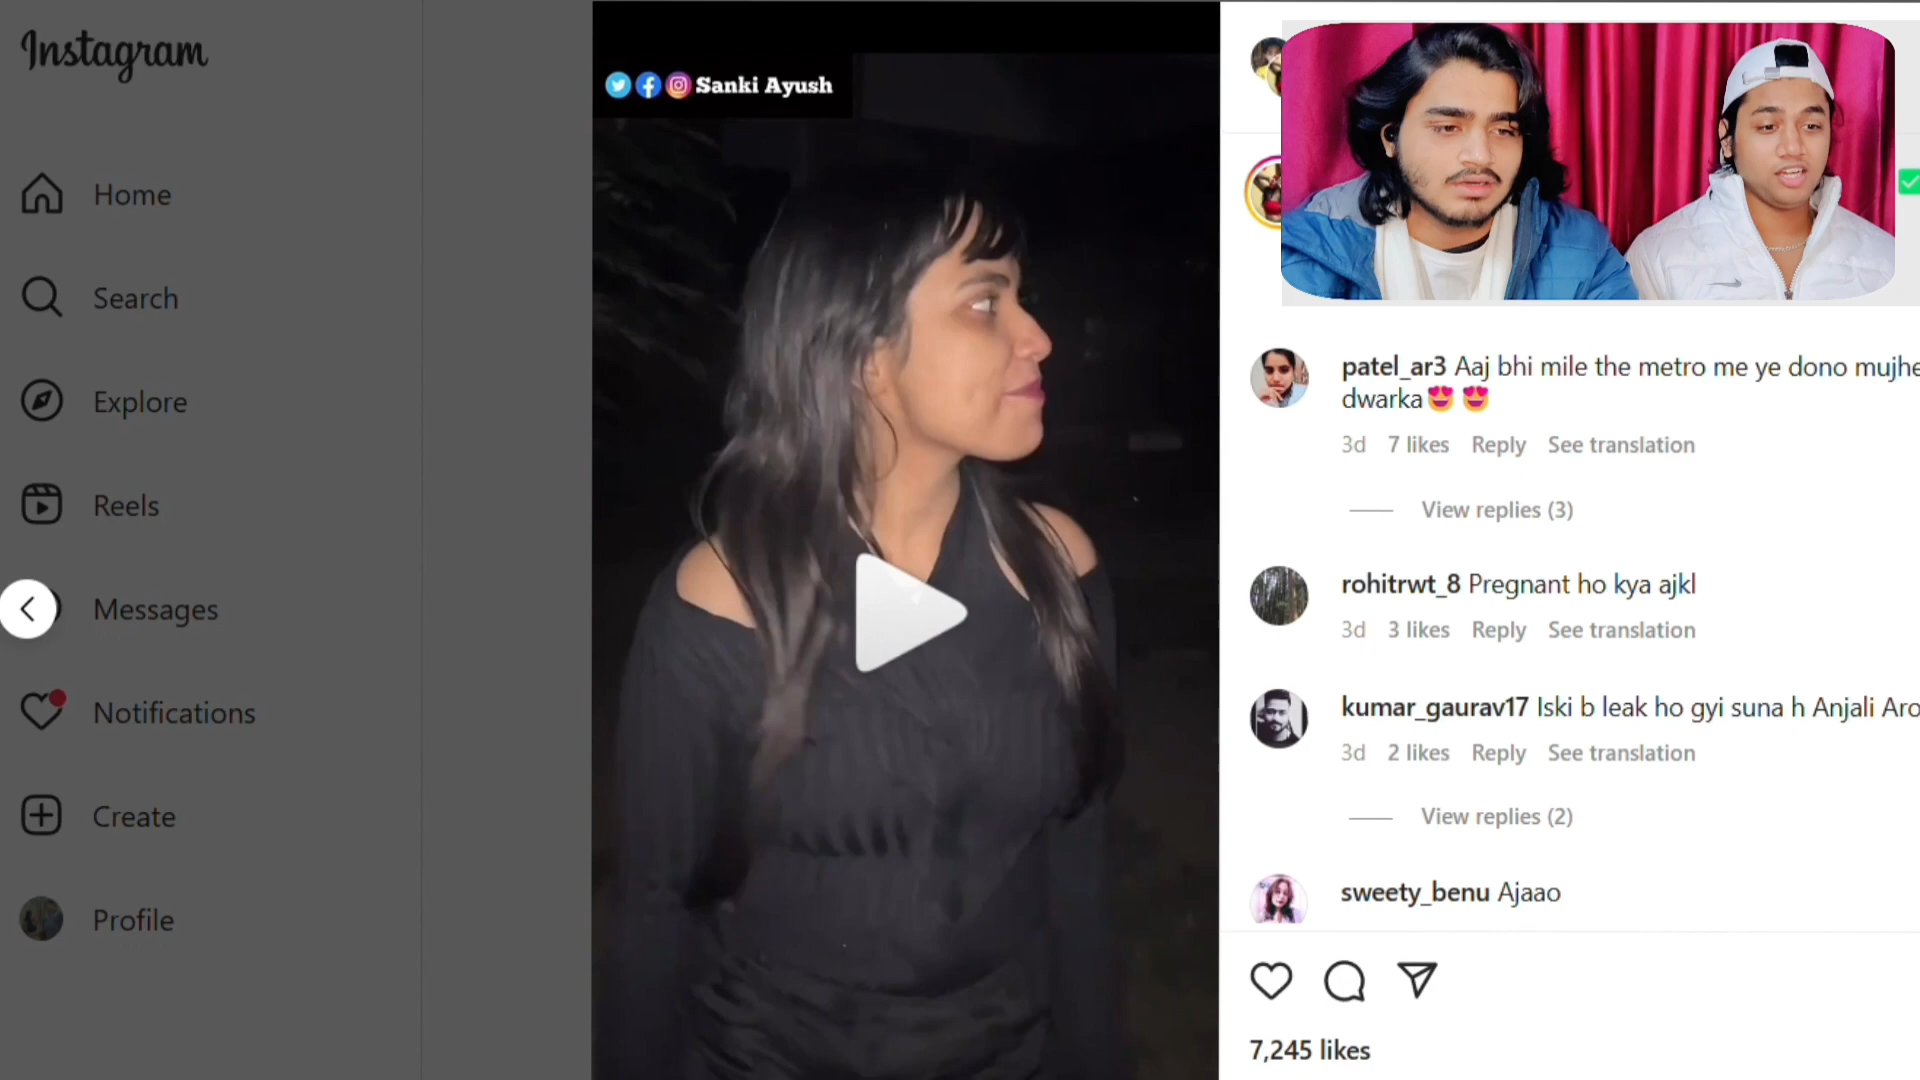 Instagram
Home
Search
Explore
Reels
Messages
Notifications
Create
Profile
Sanki Ayush
patel_ar3 Aaj bhi mile the metro me ye dono mujhe
dwarka😍 😍
3d 7 likes Reply See translation
View replies (3)
rohitrwt_8 Pregnant ho kya ajkl
3d 3 likes Reply See translation
kumar_gaurav17 Iski b leak ho gyi suna h Anjali Aro
3d 2 likes Reply See translation
View replies (2)
sweety_benu Ajaao
7,245 likes